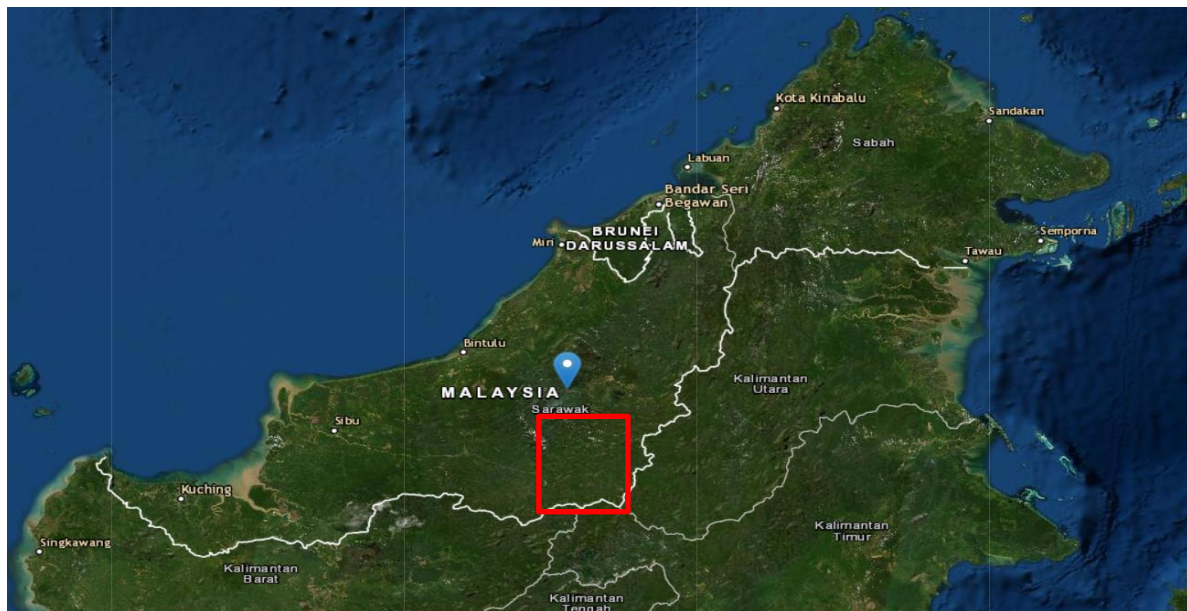 Kota Kinabalu
Sandakan
Sabah
Labuan
Bandar Seri
Begawan
BRUNEI
DARUSSALAM
Miri
Semporna
Tawau
Bintulu
MALAYSIA
Sarawak
Kalimantan
Utara
Sibu
Kuching
Singkawang
Kalimantan
Barat
Kalimantan
Timur
Kalimantan
Tengah